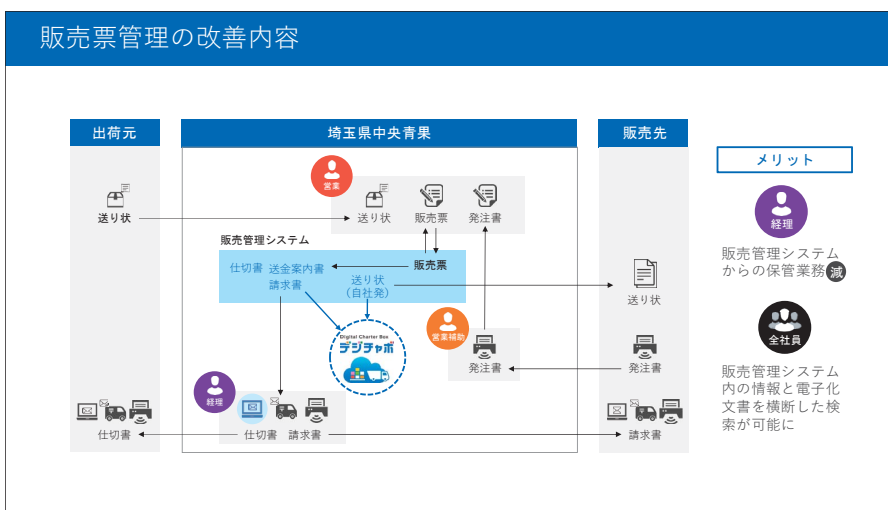 販売票管理の改善内容
出荷元
埼玉県中央青果
販売先
メリット
営業
送り状
送り状
販売票
発注書
経理
販売管理システム
からの保管業務 減
販売管理システム
仕切書 送金案内書
請求書
販売票
送り状
(自社発)
送り状
営業補助
Digital Charter Box
デジチャボ
発注書
発注書
全社員
販売管理システム
内の情報と電子化
文書を横断した検
索が可能に
経理
仕切書
仕切書 請求書
請求書